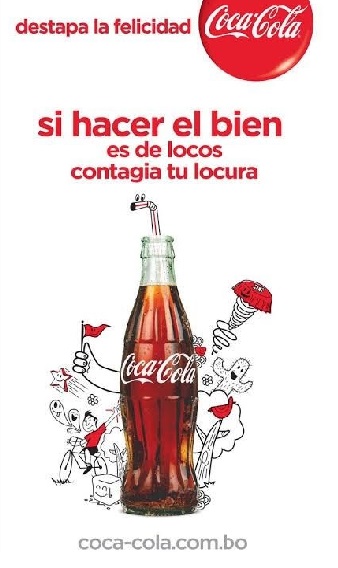 destapa la felicidad
Coca-Cola
si hacer el bien
es de locos
contagia tu locura
Coca-Cola
coca-cola.com.bo